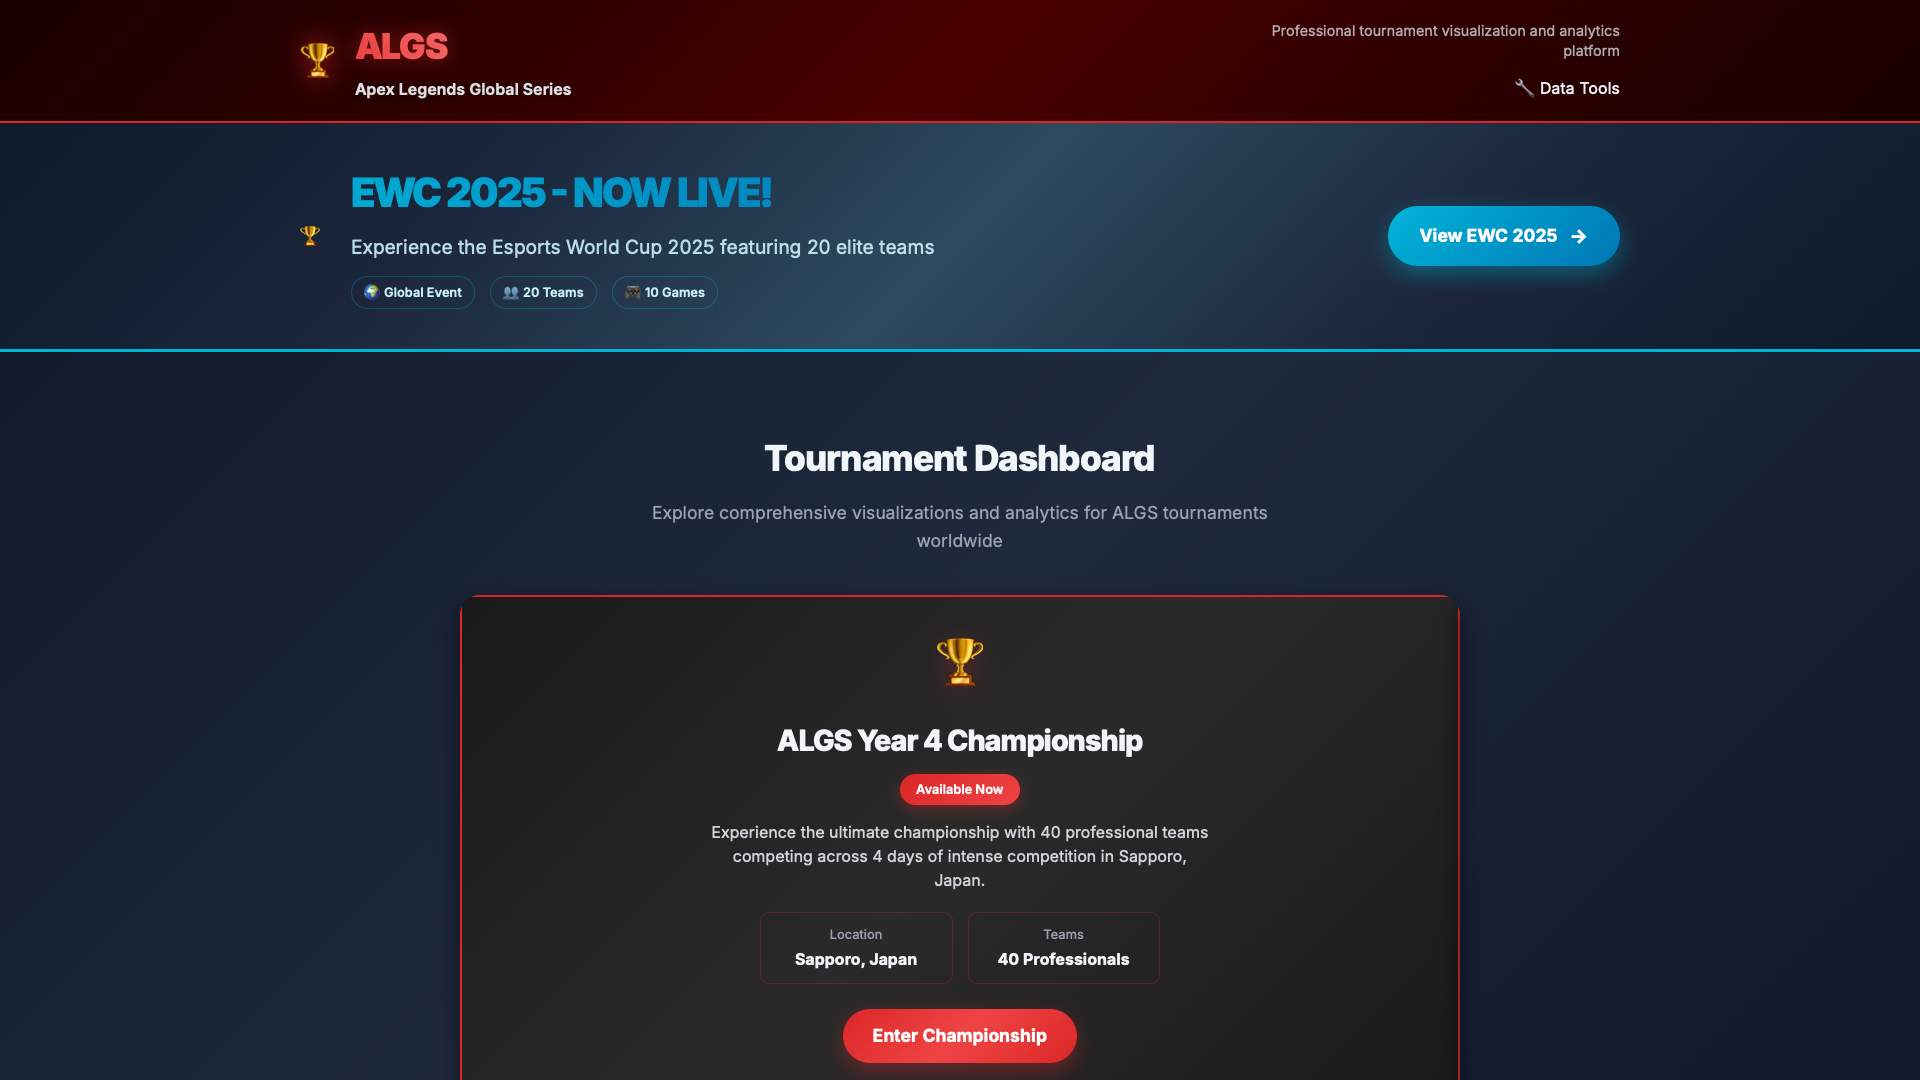 ALGS
Apex Legends Global Series
Professional tournament visualization and analytics
platform
Data Tools
EWC 2025 - NOW LIVE!
Experience the Esports World Cup 2025 featuring 20 elite teams
Global Event
20 Teams
10 Games
View EWC 2025 →
Tournament Dashboard
Explore comprehensive visualizations and analytics for ALGS tournaments
worldwide
ALGS Year 4 Championship
Available Now
Experience the ultimate championship with 40 professional teams
competing across 4 days of intense competition in Sapporo,
Japan.
Location
Sapporo, Japan
Teams
40 Professionals
Enter Championship